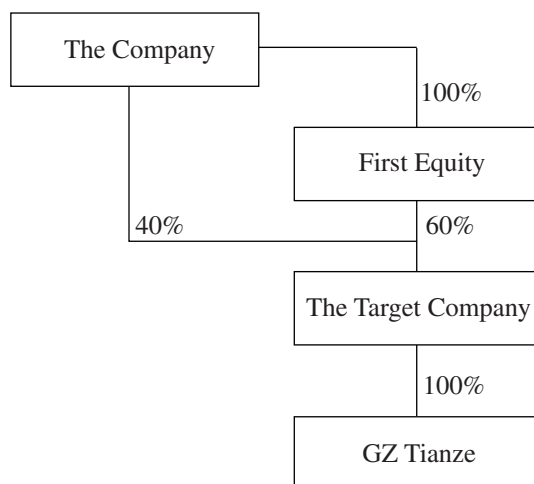 The Company
100%
First Equity
40%
60%
The Target Company
100%
GZ Tianze